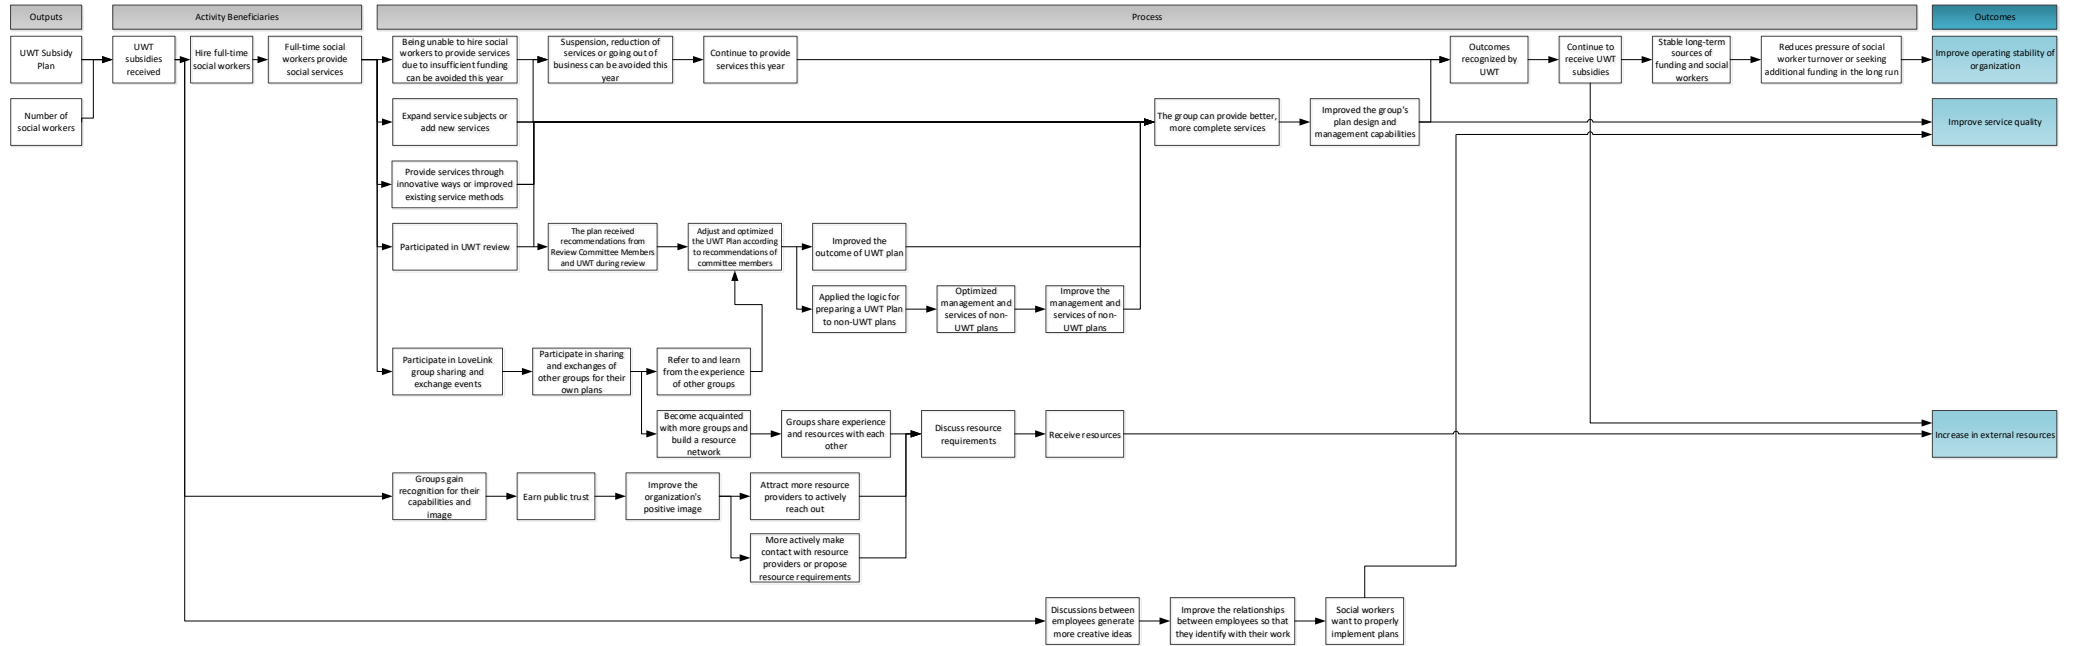 Outputs
Activity Beneficiaries
Process
Outcomes
UWT Subsidy
Plan
UWT
subsidies
received
Hire full-time
social workers
Full-time social
workers provide
social services
Being unable to hire social
workers to provide services
due to insufficient funding
can be avoided this year
Suspension, reduction of
services or going out of
business can be avoided this
year
Continue to provide
services this year
Outcomes
recognized by
UWT
Continue to
receive UWT
subsidies
Stable long-term
sources of
funding and social
workers
Reduces pressure of social
worker turnover or seeking
additional funding in the long run
Improve operating stability of
organization
Number of
social workers
Expand service subjects or
add new services
The group can provide better,
more complete services
Improved the group's
plan design and
management capabilities
Improve service quality
Provide services through
innovative ways or improved
existing service methods
Participated in UWT review
The plan received
recommendations from
Review Committee Members
and UWT during review
Adjust and optimized
the UWT Plan according
to recommendations of
committee members
Improved the
outcome of UWT plan
Applied the logic for
preparing a UWT Plan
to non-UWT plans
Optimized
management and
services of non-
UWT plans
Improve the
management and
services of non-
UWT plans
Participate in LoveLink
group sharing and
exchange events
Participate in sharing
and exchanges of
other groups for their
own plans
Refer to and learn
from the experience
of other groups
Become acquainted
with more groups and
build a resource
network
Groups share experience
and resources with each
other
Discuss resource
requirements
Receive resources
Increase in external resources
Groups gain
recognition for their
capabilities and
image
Earn public trust
Improve the
organization's
positive image
Attract more resource
providers to actively
reach out
More actively make
contact with resource
providers or propose
resource requirements
Discussions between
employees generate
more creative ideas
Improve the relationships
between employees so that
they identify with their work
Social workers
want to properly
implement plans